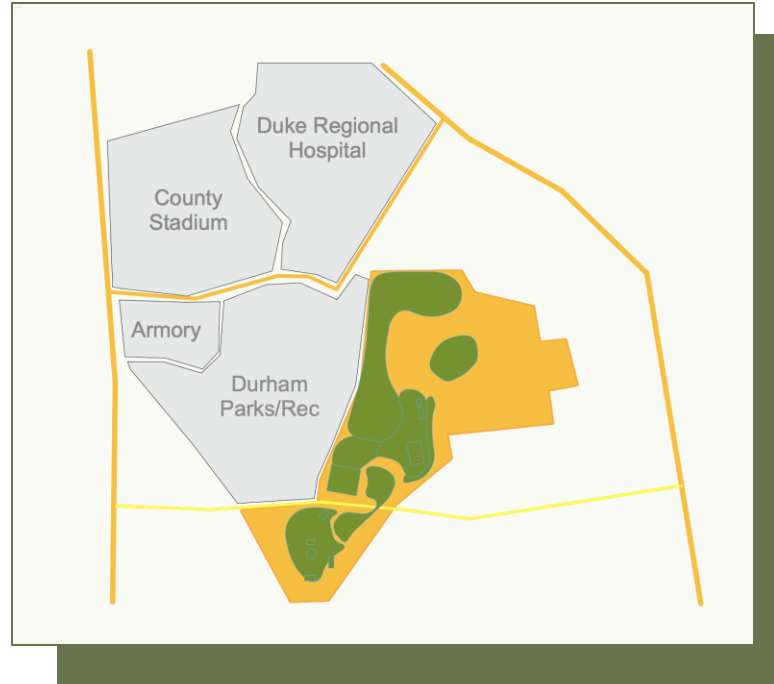 Duke Regional
Hospital
County
Stadium
Armory
Durham
Parks/Rec